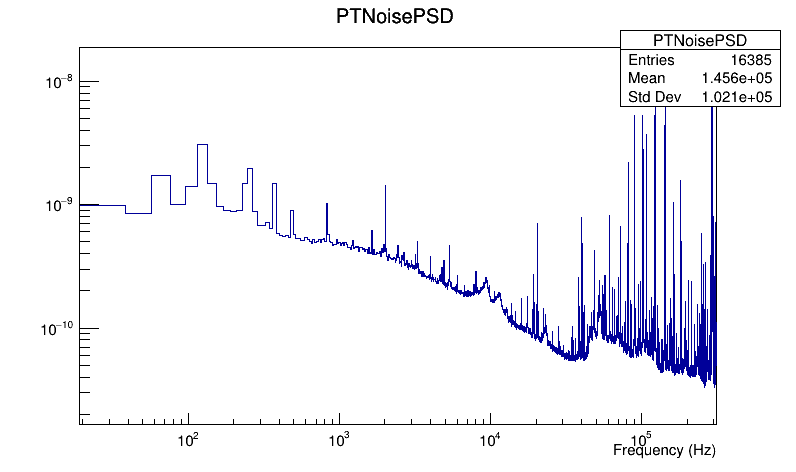 PTNoisePSD
PTNoisePSD
Entries 16385
Mean 1.456e+05
Std Dev 1.021e+05
10⁻⁸
10⁻⁹
10⁻¹⁰
10² 10³ 10⁴ 10⁵
Frequency (Hz)